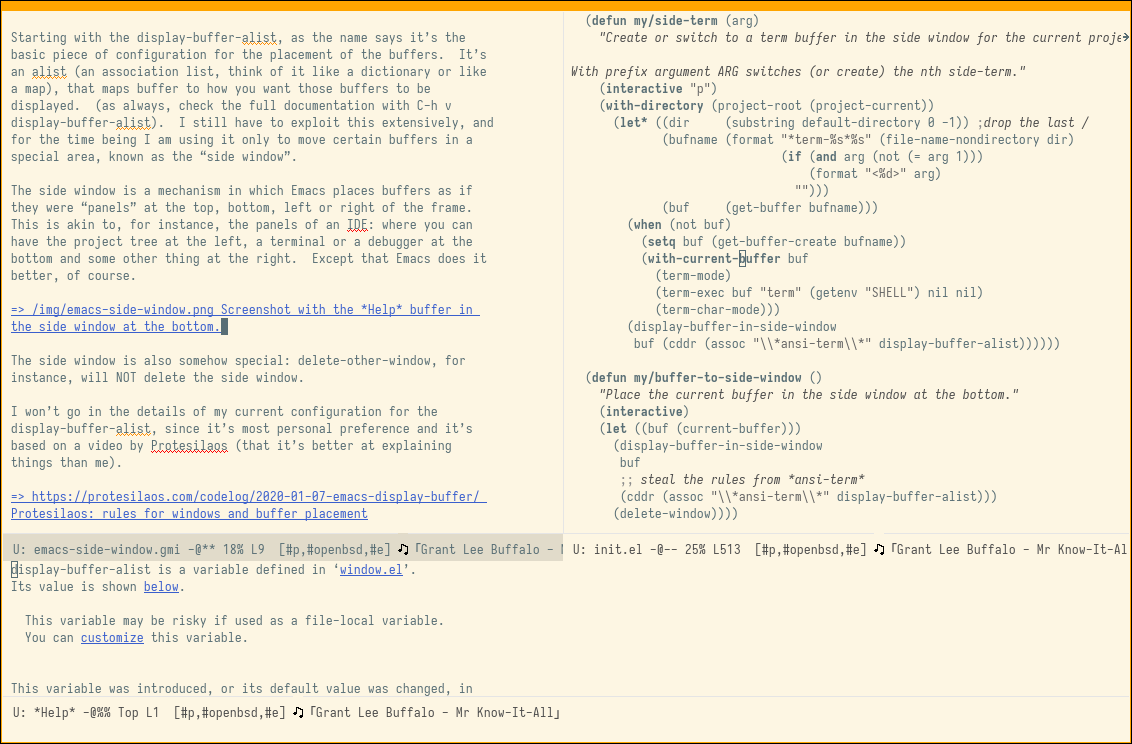 Starting with the display-buffer-alist, as the name says it’s the
basic piece of configuration for the placement of the buffers.  It’s
an alist (an association list, think of it like a dictionary or like
a map), that maps buffer to how you want those buffers to be
displayed.  (as always, check the full documentation with C-h v
display-buffer-alist).  I still have to exploit this extensively, and
for the time being I am using it only to move certain buffers in a
special area, known as the “side window”.

The side window is a mechanism in which Emacs places buffers as if
they were “panels” at the top, bottom, left or right of the frame.
This is akin to, for instance, the panels of an IDE: where you can
have the project tree at the left, a terminal or a debugger at the
bottom and some other thing at the right.  Except that Emacs does it
better, of course.

=> /img/emacs-side-window.png Screenshot with the *Help* buffer in
the side window at the bottom.

The side window is also somehow special: delete-other-window, for
instance, will NOT delete the side window.

I won’t go in the details of my current configuration for the
display-buffer-alist, since it’s most personal preference and it’s
based on a video by Protesilaos (that it’s better at explaining
things than me).

=> https://protesilaos.com/codelog/2020-01-07-emacs-display-buffer/
Protesilaos: rules for windows and buffer placement
U: emacs-side-window.gmi -@** 18% L9  [#p,#openbsd,#e] 🎵「Grant Lee Buffalo –
(defun my/side-term (arg)
  "Create or switch to a term buffer in the side window for the current proje→

With prefix argument ARG switches (or create) the nth side-term."
  (interactive "p")
  (with-directory (project-root (project-current))
    (let* ((dir     (substring default-directory 0 -1)) ;drop the last /
           (bufname (format "*term-%s*%s" (file-name-nondirectory dir)
                            (if (and arg (not (= arg 1)))
                                (format "<%d>" arg)
                              "")))
           (buf     (get-buffer bufname)))
      (when (not buf)
        (setq buf (get-buffer-create bufname))
        (with-current-buffer buf
          (term-mode)
          (term-exec buf "term" (getenv "SHELL") nil nil)
          (term-char-mode)))
      (display-buffer-in-side-window
       buf (cddr (assoc "\\*ansi-term\\*" display-buffer-alist))))))

(defun my/buffer-to-side-window ()
  "Place the current buffer in the side window at the bottom."
  (interactive)
  (let ((buf (current-buffer)))
    (display-buffer-in-side-window
     buf
     ;; steal the rules from *ansi-term*
     (cddr (assoc "\\*ansi-term\\*" display-buffer-alist)))
    (delete-window))))
U: init.el -@-- 25% L513  [#p,#openbsd,#e] 🎵「Grant Lee Buffalo – Mr Know-It-Al
display-buffer-alist is a variable defined in ‘window.el’.
Its value is shown below.

  This variable may be risky if used as a file-local variable.
  You can customize this variable.

This variable was introduced, or its default value was changed, in
U: *Help* -@%% Top L1  [#p,#openbsd,#e] 🎵「Grant Lee Buffalo – Mr Know-It-All」